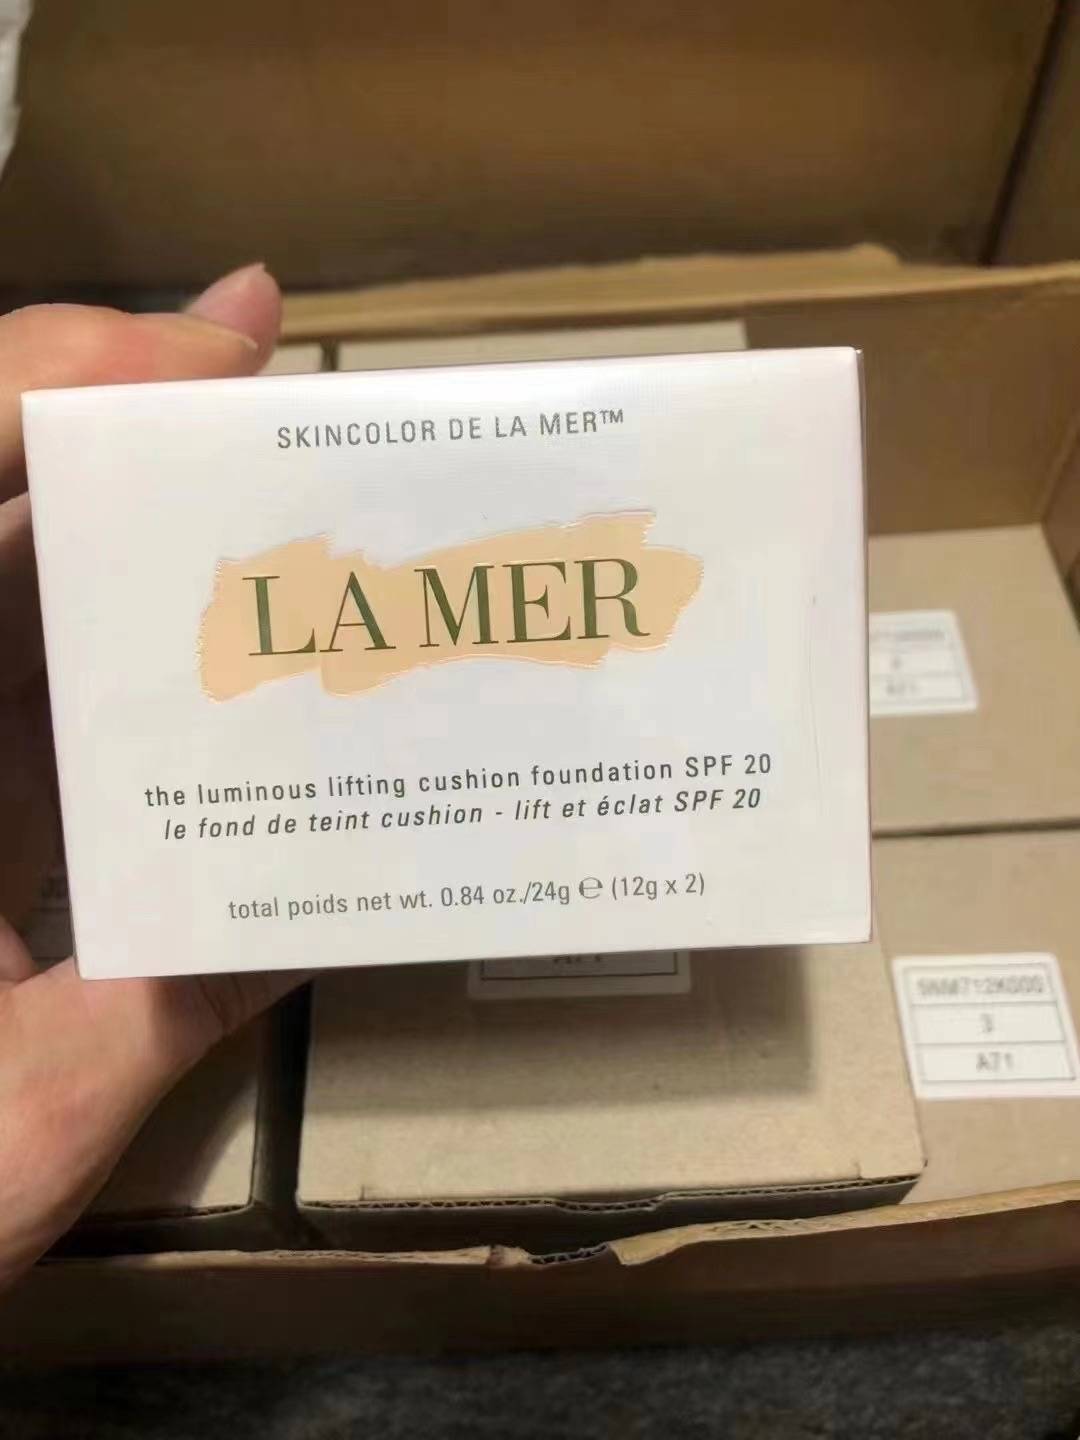 SKINCOLOR DE LA MER™
LA MER
the luminous lifting cushion foundation SPF 20
le fond de teint cushion - lift et éclat SPF 20
total poids net wt. 0.84 oz./24g ℮ (12g x 2)
A71
3
A71